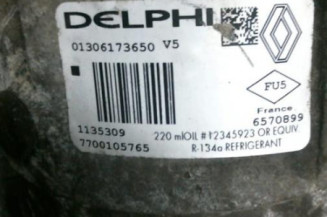 DELPHI
01306173650 V5
FU5
France
6570899
1135309
220 mlOIL #12345923 OR EQUIV
7700105765
R-134a REFRIGERANT